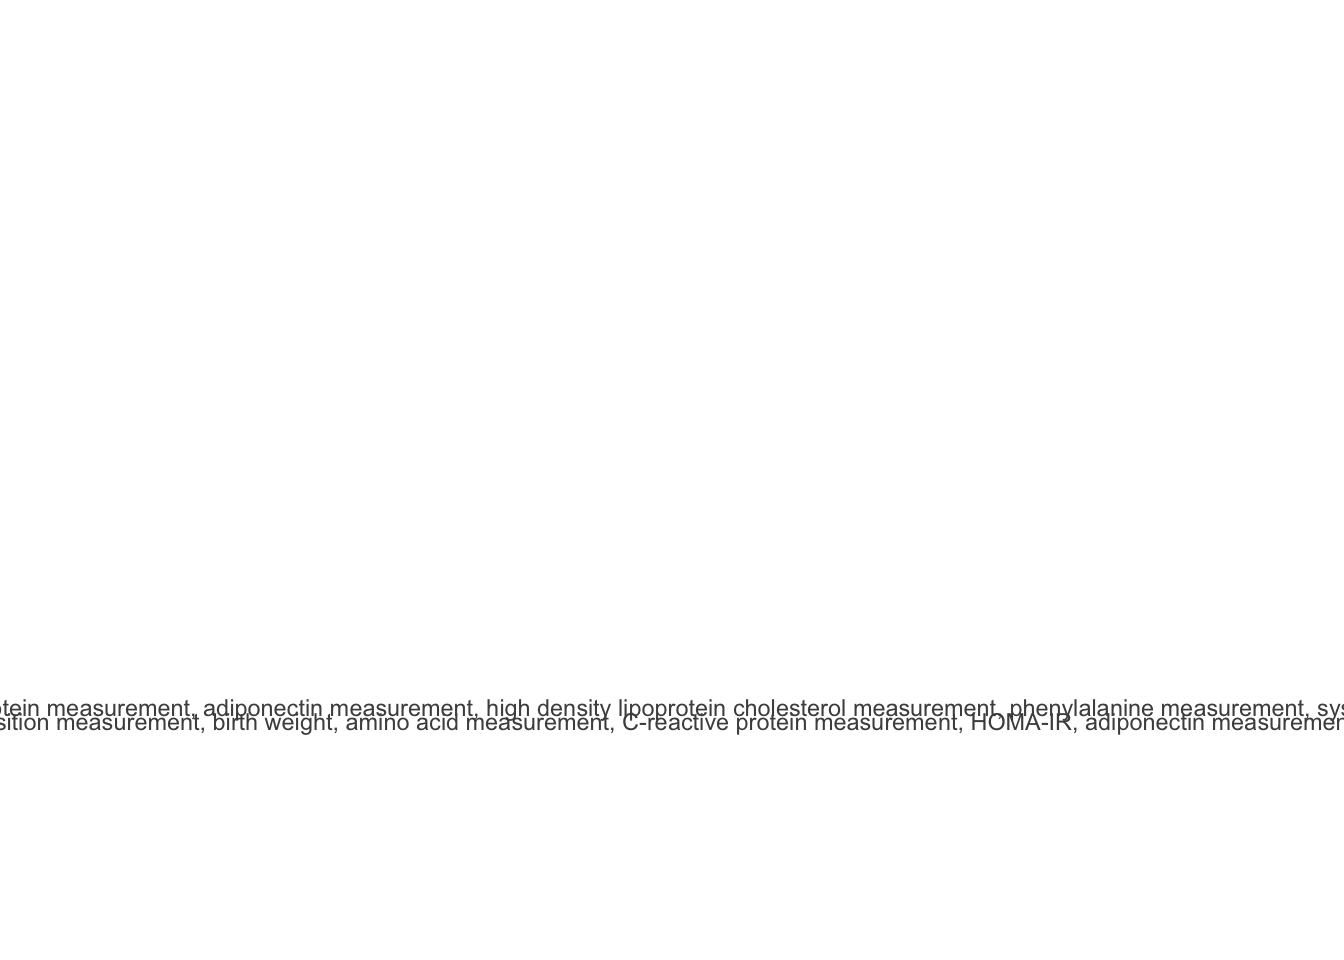 otein measurement, adiponectin measurement, high density lipoprotein cholesterol measurement, phenylalanine measurement, sys
sition measurement, birth weight, amino acid measurement, C-reactive protein measurement, HOMA-IR, adiponectin measuremen